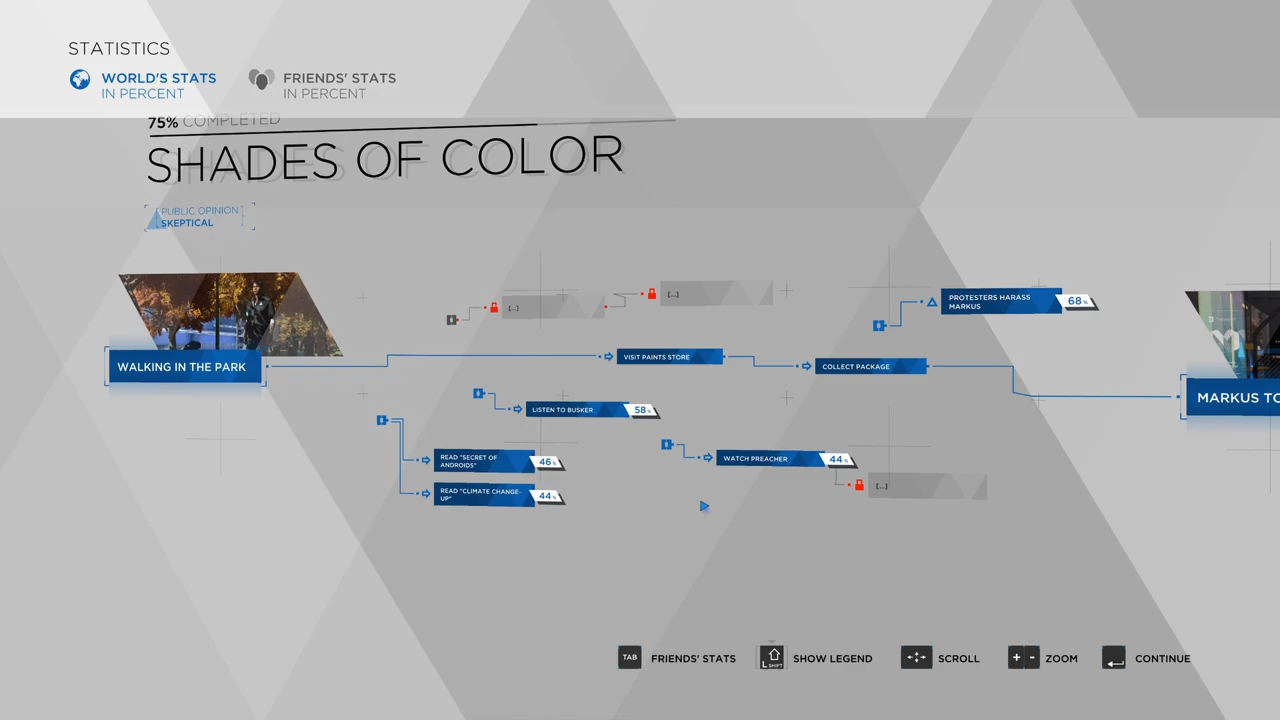 STATISTICS
WORLD'S STATS
IN PERCENT
FRIENDS' STATS
IN PERCENT
75% COMPLETED
SHADES OF COLOR
PUBLIC OPINION
SKEPTICAL
[...]
[...]
PROTESTERS HARASS
MARKUS
68%
WALKING IN THE PARK
VISIT PAINTS STORE
COLLECT PACKAGE
MARKUS TO
LISTEN TO BUSKER
58%
READ "SECRET OF
ANDROIDS"
46%
WATCH PREACHER
44%
READ "CLIMATE CHANGE-
UP"
44%
[...]
TAB
FRIENDS' STATS
L SHIFT
SHOW LEGEND
SCROLL
+ -
ZOOM
CONTINUE